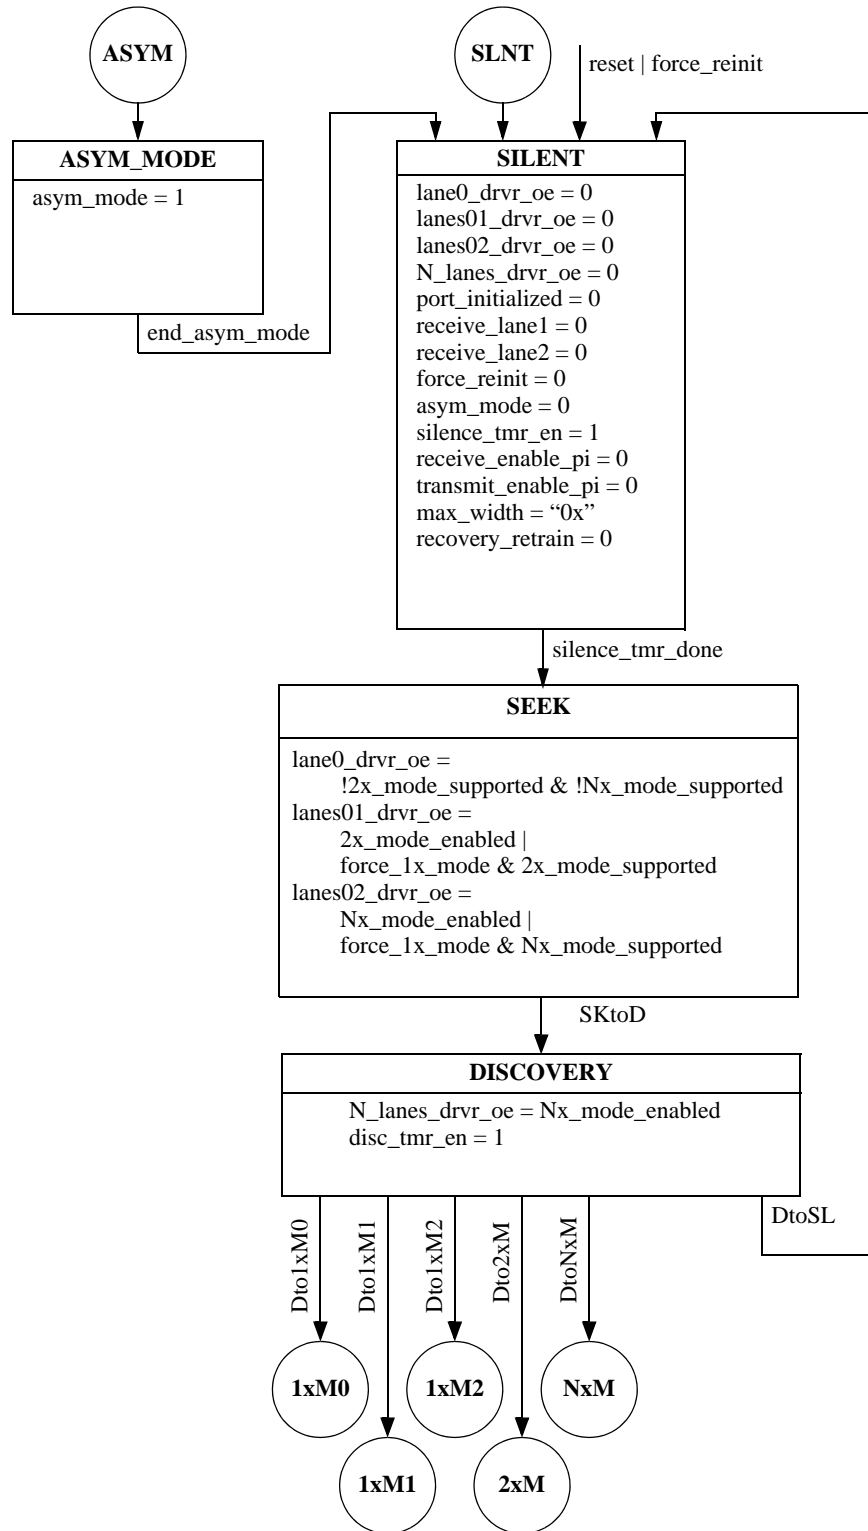 ASYM
SLNT
reset | force_reinit
ASYM_MODE
asym_mode = 1
end_asym_mode
SILENT
lane0_drvr_oe = 0
lanes01_drvr_oe = 0
lanes02_drvr_oe = 0
N_lanes_drvr_oe = 0
port_initialized = 0
receive_lane1 = 0
receive_lane2 = 0
force_reinit = 0
asym_mode = 0
silence_tmr_en = 1
receive_enable_pi = 0
transmit_enable_pi = 0
max_width = “0x”
recovery_retrain = 0
silence_tmr_done
SEEK
lane0_drvr_oe =
!2x_mode_supported & !Nx_mode_supported
lanes01_drvr_oe =
2x_mode_enabled |
force_1x_mode & 2x_mode_supported
lanes02_drvr_oe =
Nx_mode_enabled |
force_1x_mode & Nx_mode_supported
SKtoD
DISCOVERY
N_lanes_drvr_oe = Nx_mode_enabled
disc_tmr_en = 1
Dto1xM0
Dto1xM1
Dto1xM2
Dto2xM
DtoNxM
DtoSL
1xM0
1xM2
NxM
1xM1
2xM